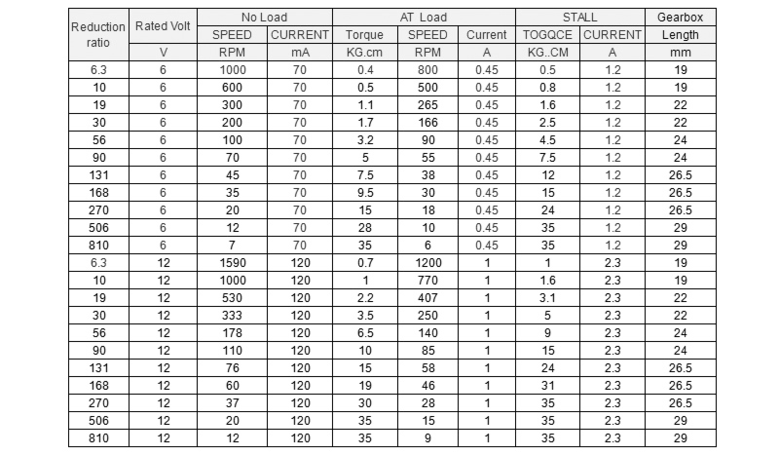 Reduction ratio Rated Volt No Load AT Load STALL Gearbox
SPEED CURRENT Torque SPEED Current TOGQCE CURRENT Length
V RPM mA KG.cm RPM A KG..CM A mm
6.3 6 1000 70 0.4 800 0.45 0.5 1.2 19
10 6 600 70 0.5 500 0.45 0.8 1.2 19
19 6 300 70 1.1 265 0.45 1.6 1.2 22
30 6 200 70 1.7 166 0.45 2.5 1.2 22
56 6 100 70 3.2 90 0.45 4.5 1.2 24
90 6 70 70 5 55 0.45 7.5 1.2 24
131 6 45 70 7.5 38 0.45 12 1.2 26.5
168 6 35 70 9.5 30 0.45 15 1.2 26.5
270 6 20 70 15 18 0.45 24 1.2 26.5
506 6 12 70 28 10 0.45 35 1.2 29
810 6 7 70 35 6 0.45 35 1.2 29
6.3 12 1590 120 0.7 1200 1 1 2.3 19
10 12 1000 120 1 770 1 1.6 2.3 19
19 12 530 120 2.2 407 1 3.1 2.3 22
30 12 333 120 3.5 250 1 5 2.3 22
56 12 178 120 6.5 140 1 9 2.3 24
90 12 110 120 10 85 1 15 2.3 24
131 12 76 120 15 58 1 24 2.3 26.5
168 12 60 120 19 46 1 31 2.3 26.5
270 12 37 120 30 28 1 35 2.3 26.5
506 12 20 120 35 15 1 35 2.3 29
810 12 12 120 35 9 1 35 2.3 29